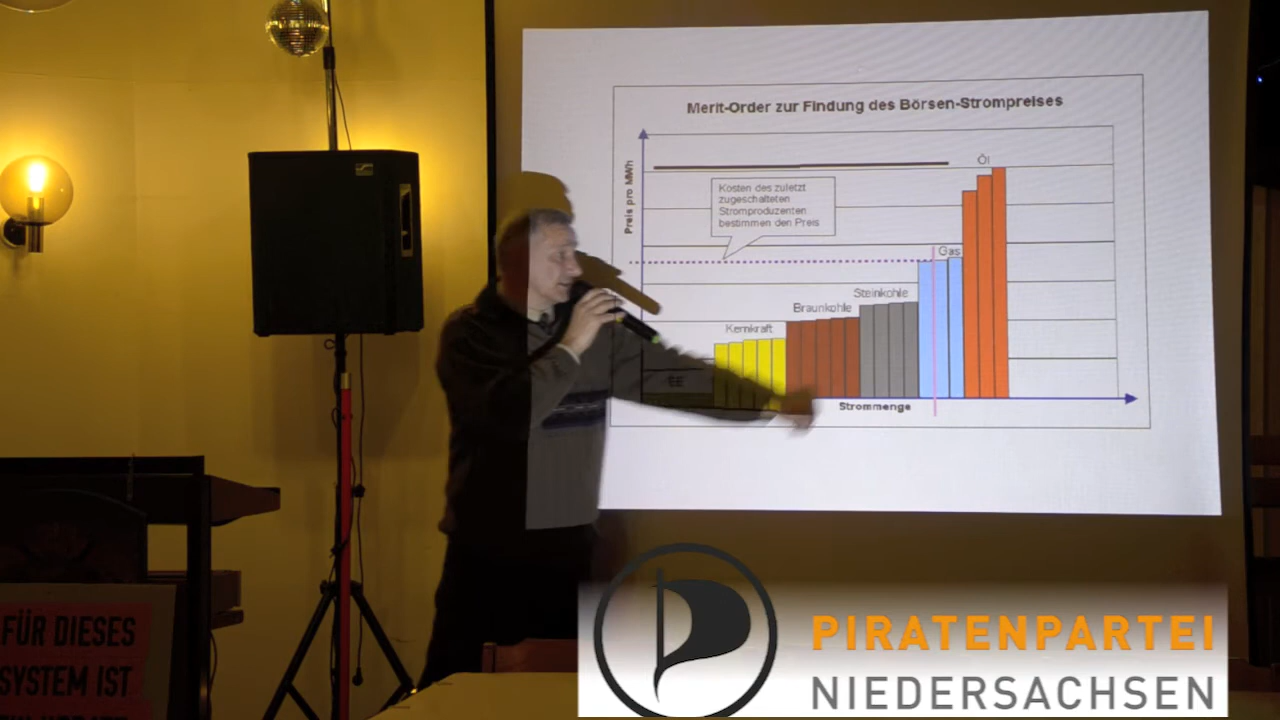 Merit-Order zur Findung des Börsen-Strompreises
Preis pro MWh
Öl
Kosten des zuletzt
zugeschalteten
Stromproduzenten
bestimmen den Preis
Gas
Steinkohle
Braunkohle
Kernkraft
EE
Strommenge
FÜR DIESES
SYSTEM IST
PIRATENPARTEI
NIEDERSACHSEN